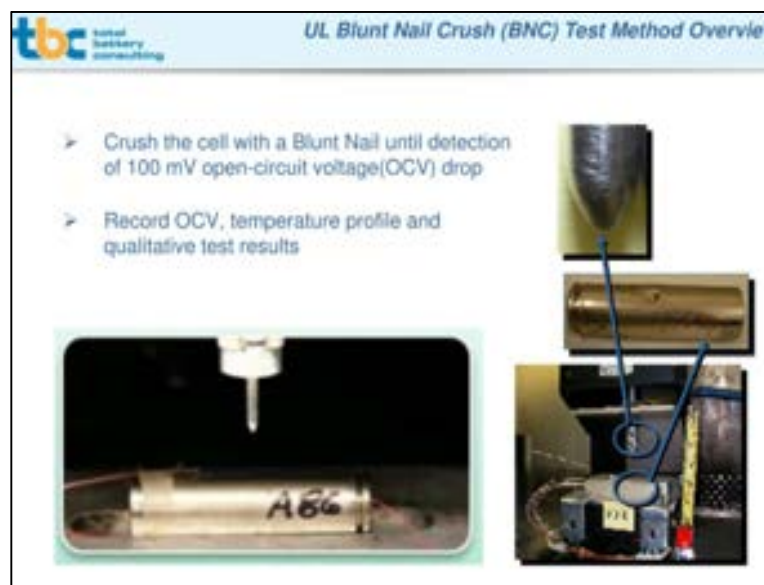 tbc total
battery
consulting
UL Blunt Nail Crush (BNC) Test Method Overvie
Crush the cell with a Blunt Nail until detection
of 100 mV open-circuit voltage(OCV) drop
Record OCV, temperature profile and
qualitative test results
A86